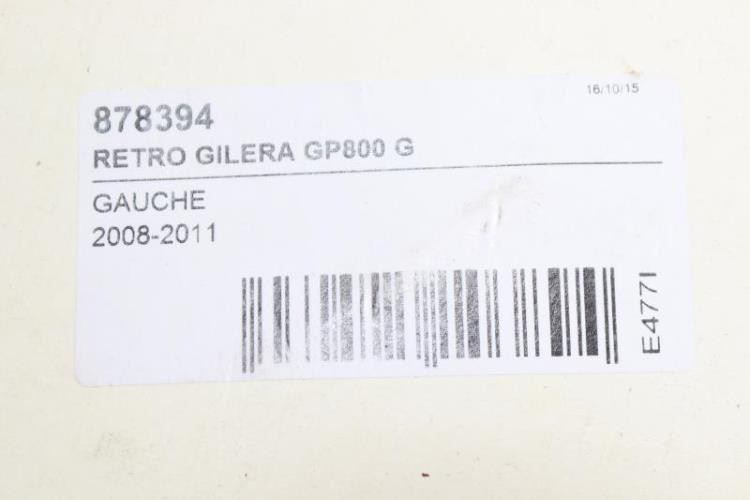 16/10/15
878394
RETRO GILERA GP800 G
GAUCHE
2008-2011
E477I